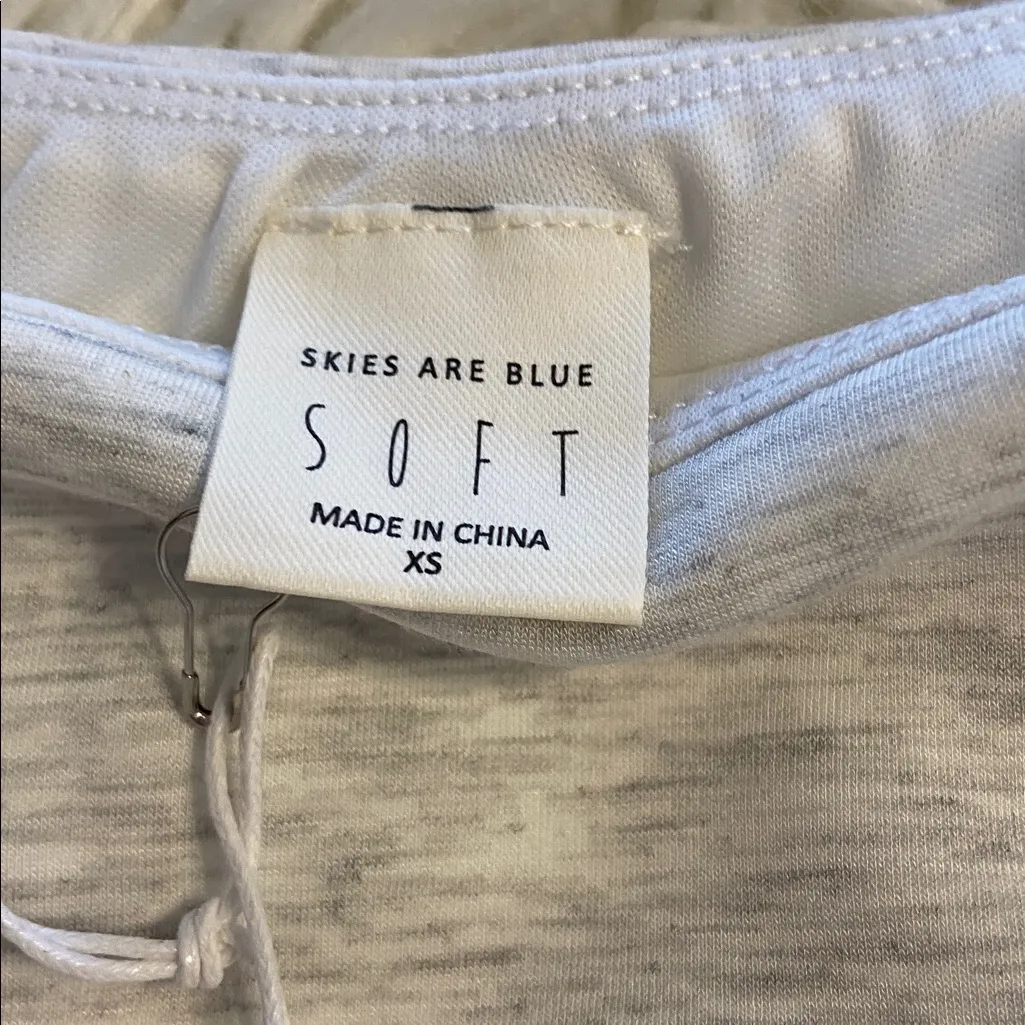 SKIES ARE BLUE
SOFT
MADE IN CHINA
XS